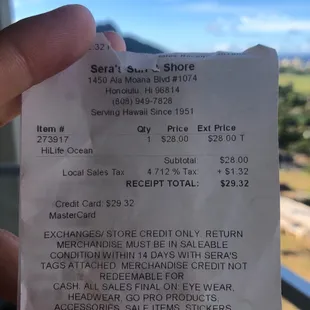 Sera's Surf & Shore
1450 Ala Moana Blvd #1074
Honolulu, Hi 96814
(808) 949-7828
Serving Hawaii Since 1951
Item # Qty Price Ext Price
273917 1 $28.00 $28.00 T
HiLife Ocean
Subtotal $28.00
Local Sales Tax 4.712 % Tax + $1.32
RECEIPT TOTAL: $29.32
Credit Card: $29.32
MasterCard
EXCHANGES/ STORE CREDIT ONLY. RETURN
MERCHANDISE MUST BE IN SALEABLE
CONDITION WITHIN 14 DAYS WITH SERA'S
TAGS ATTACHED. MERCHANDISE CREDIT NOT
REDEEMABLE FOR
CASH. ALL SALES FINAL ON: EYE WEAR,
HEADWEAR, GO PRO PRODUCTS,
ACCESSORIES, SALE ITEMS, STICKERS,